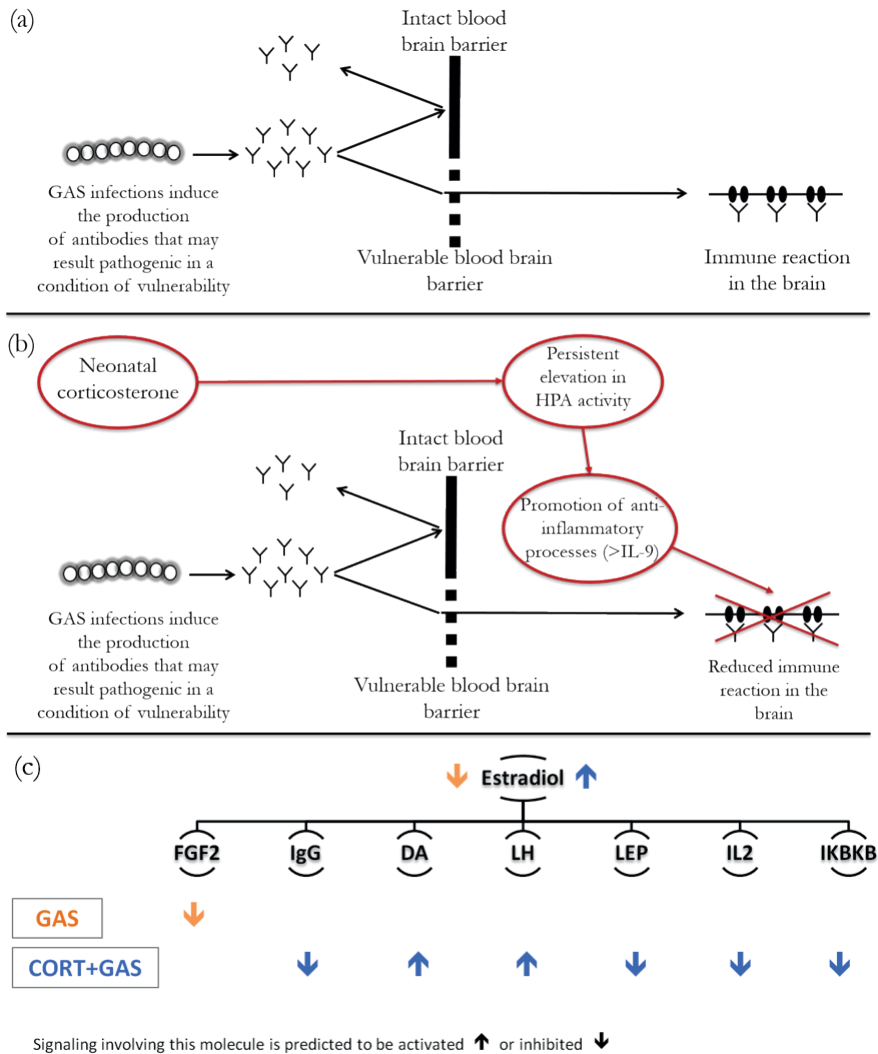 (a)
Intact blood
brain barrier
GAS infections induce
the production
of antibodies that may
result pathogenic in a
condition of vulnerability
Vulnerable blood brain
barrier
Immune reaction
in the brain
(b)
Neonatal
corticosterone
Persistent
elevation in
HPA activity
Intact blood
brain barrier
Promotion of anti-
inflammatory
processes (>IL-9)
GAS infections induce
the production
of antibodies that may
result pathogenic in a
condition of vulnerability
Vulnerable blood brain
barrier
Reduced immune
reaction in the
brain
(c)
Estradiol
FGF2 IgG DA LH LEP IL2 IKBKB
GAS
CORT+GAS
Signaling involving this molecule is predicted to be activated ↑ or inhibited ↓